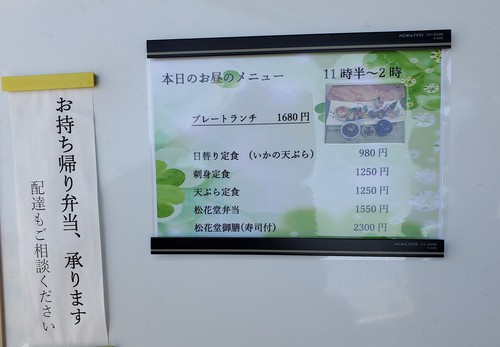 本日のお昼のメニュー 11時半～2時
プレートランチ 1680円
日替り定食 (いかの天ぷら) 980円
刺身定食 1250円
天ぷら定食 1250円
松花堂弁当 1550円
松花堂御膳(寿司付) 2300円
お持ち帰り弁当、承ります
配達もご相談ください
KOKUYO